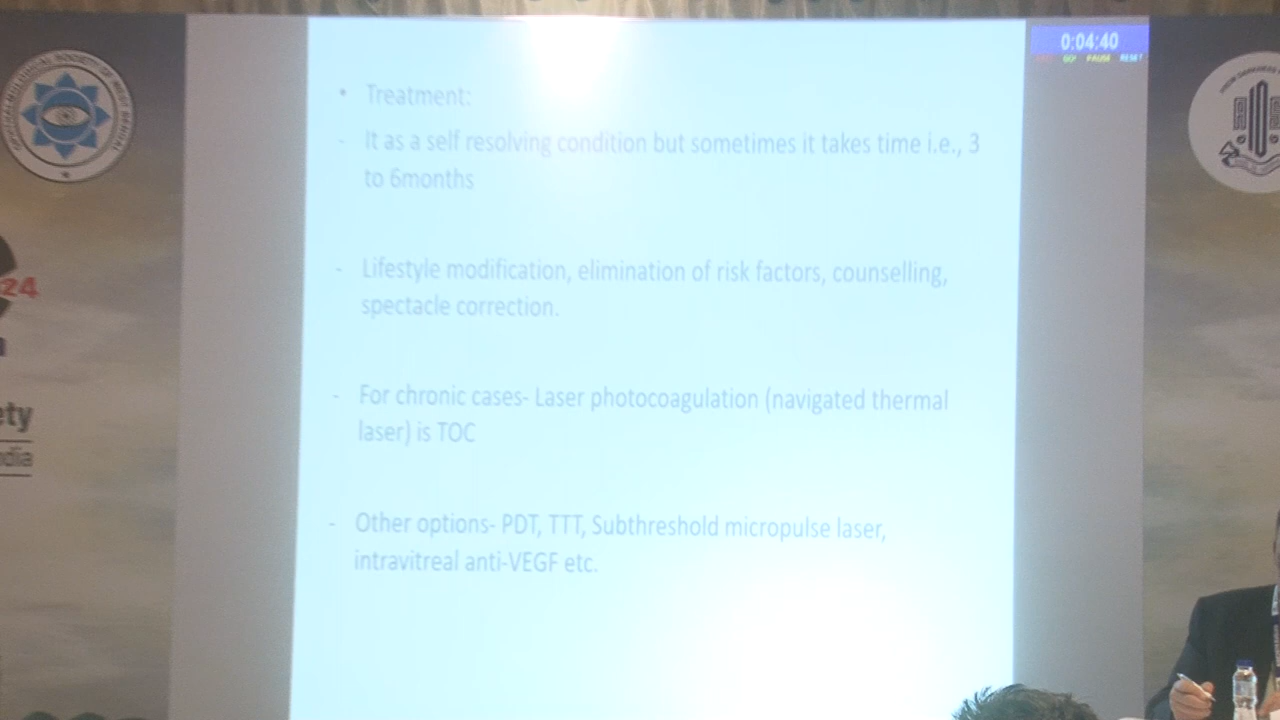 0:04:40
PAUSE
• Treatment:
- It as a self resolving condition but sometimes it takes time i.e., 3
to 6months
- Lifestyle modification, elimination of risk factors, counselling,
spectacle correction.
- For chronic cases- Laser photocoagulation (navigated thermal
laser) is TOC
- Other options- PDT, TTT, Subthreshold micropulse laser,
intravitreal anti-VEGF etc.
24
ety
dia